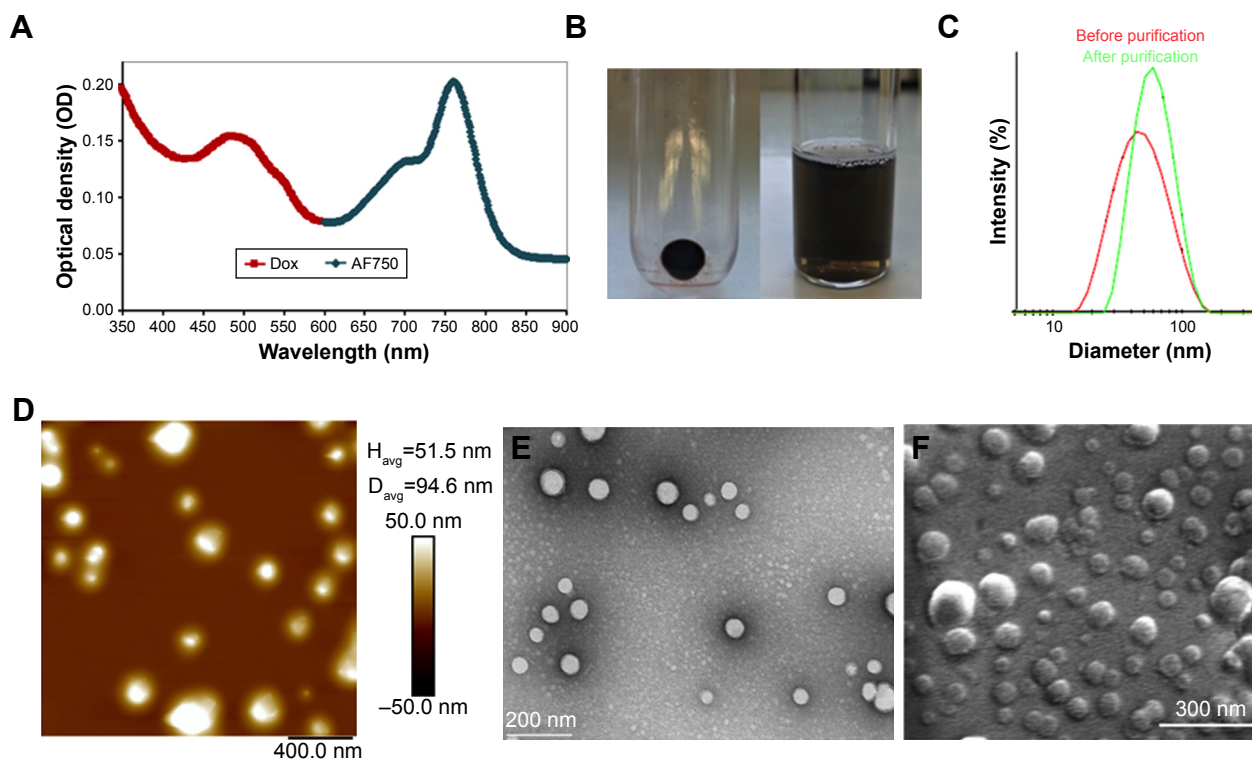 A
Optical density (OD)
0.20
0.15
0.10
0.05
0.00
Dox
AF750
350 400 450 500 550 600 650 700 750 800 850 900
Wavelength (nm)
B
C
Before purification
After purification
Intensity (%)
10 100
Diameter (nm)
D
Havg=51.5 nm
Davg=94.6 nm
50.0 nm
–50.0 nm
400.0 nm
E
200 nm
F
300 nm